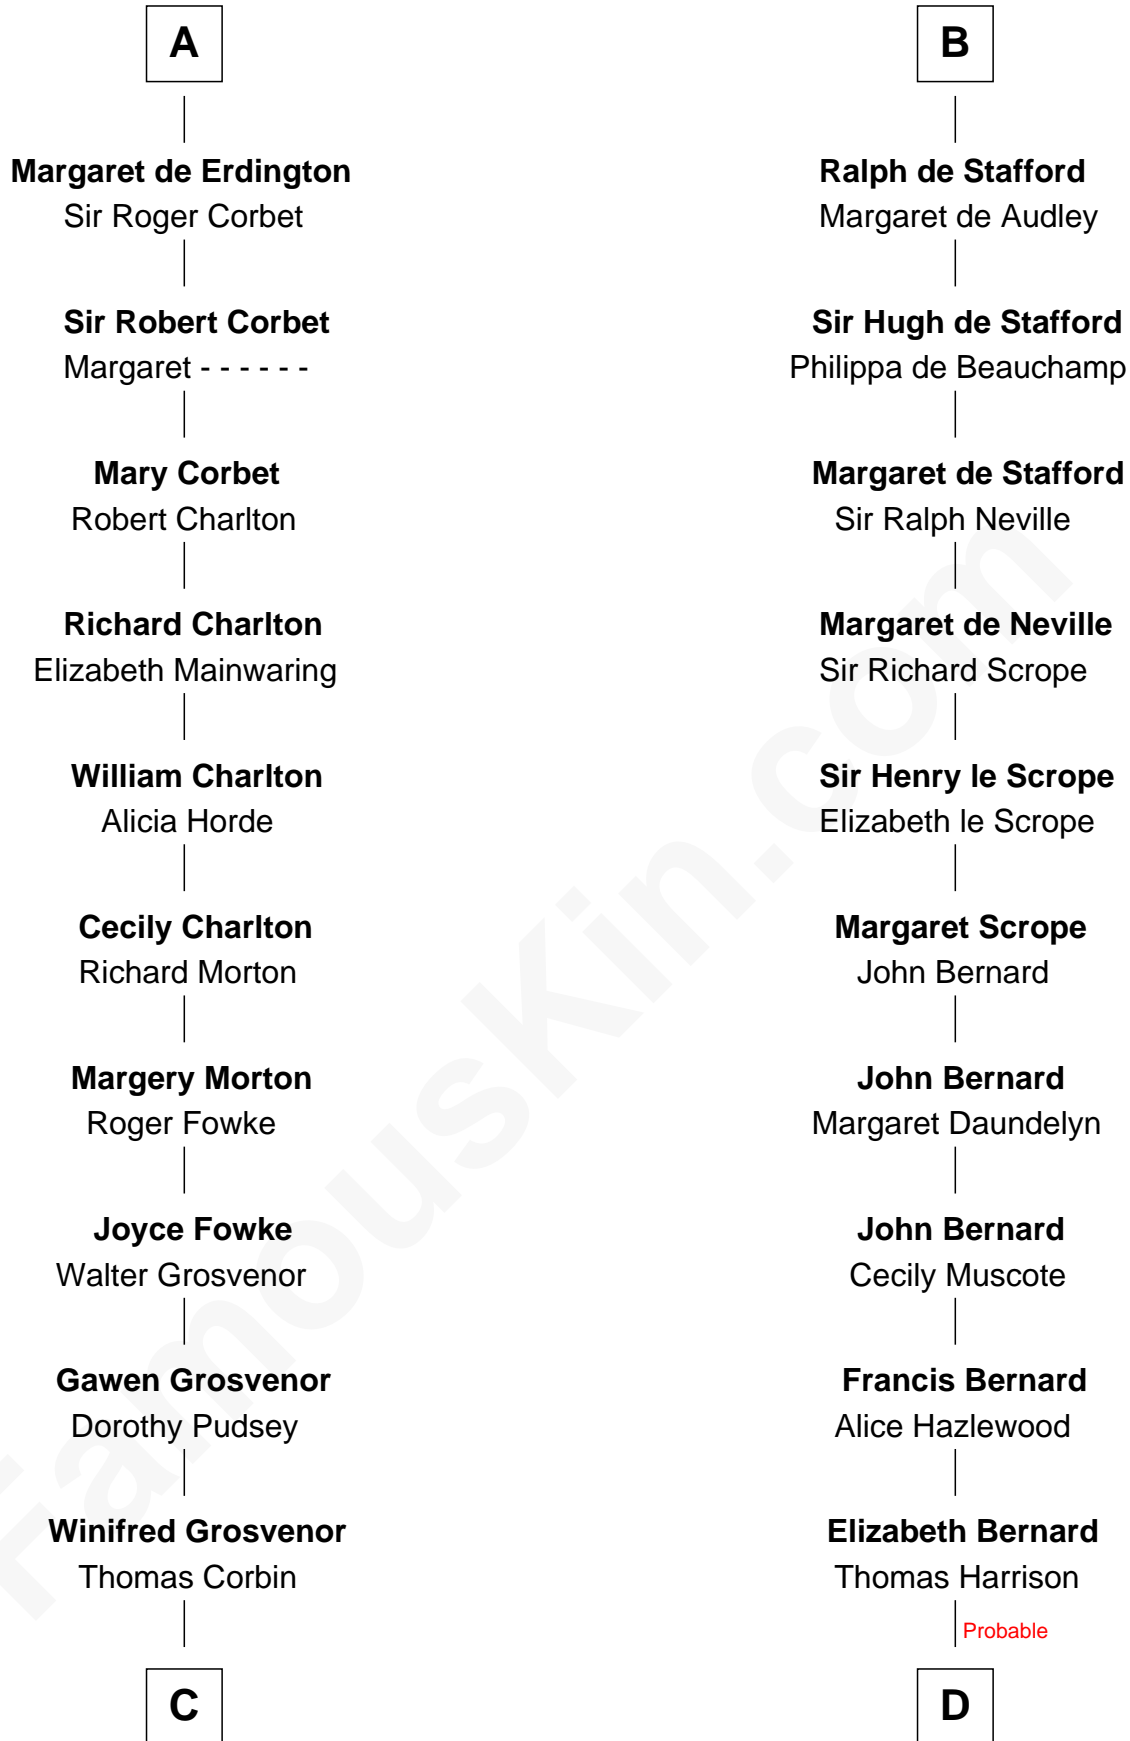 A
Margaret de Erdington
Sir Roger Corbet
Sir Robert Corbet
Margaret - - - - - -
Mary Corbet
Robert Charlton
Richard Charlton
Elizabeth Mainwaring
William Charlton
Alicia Horde
Cecily Charlton
Richard Morton
Margery Morton
Roger Fowke
Joyce Fowke
Walter Grosvenor
Gawen Grosvenor
Dorothy Pudsey
Winifred Grosvenor
Thomas Corbin
C
B
Ralph de Stafford
Margaret de Audley
Sir Hugh de Stafford
Philippa de Beauchamp
Margaret de Stafford
Sir Ralph Neville
Margaret de Neville
Sir Richard Scrope
Sir Henry le Scrope
Elizabeth le Scrope
Margaret Scrope
John Bernard
John Bernard
Margaret Daundelyn
John Bernard
Cecily Muscote
Francis Bernard
Alice Hazlewood
Elizabeth Bernard
Thomas Harrison
Probable
D
FamousKin.com